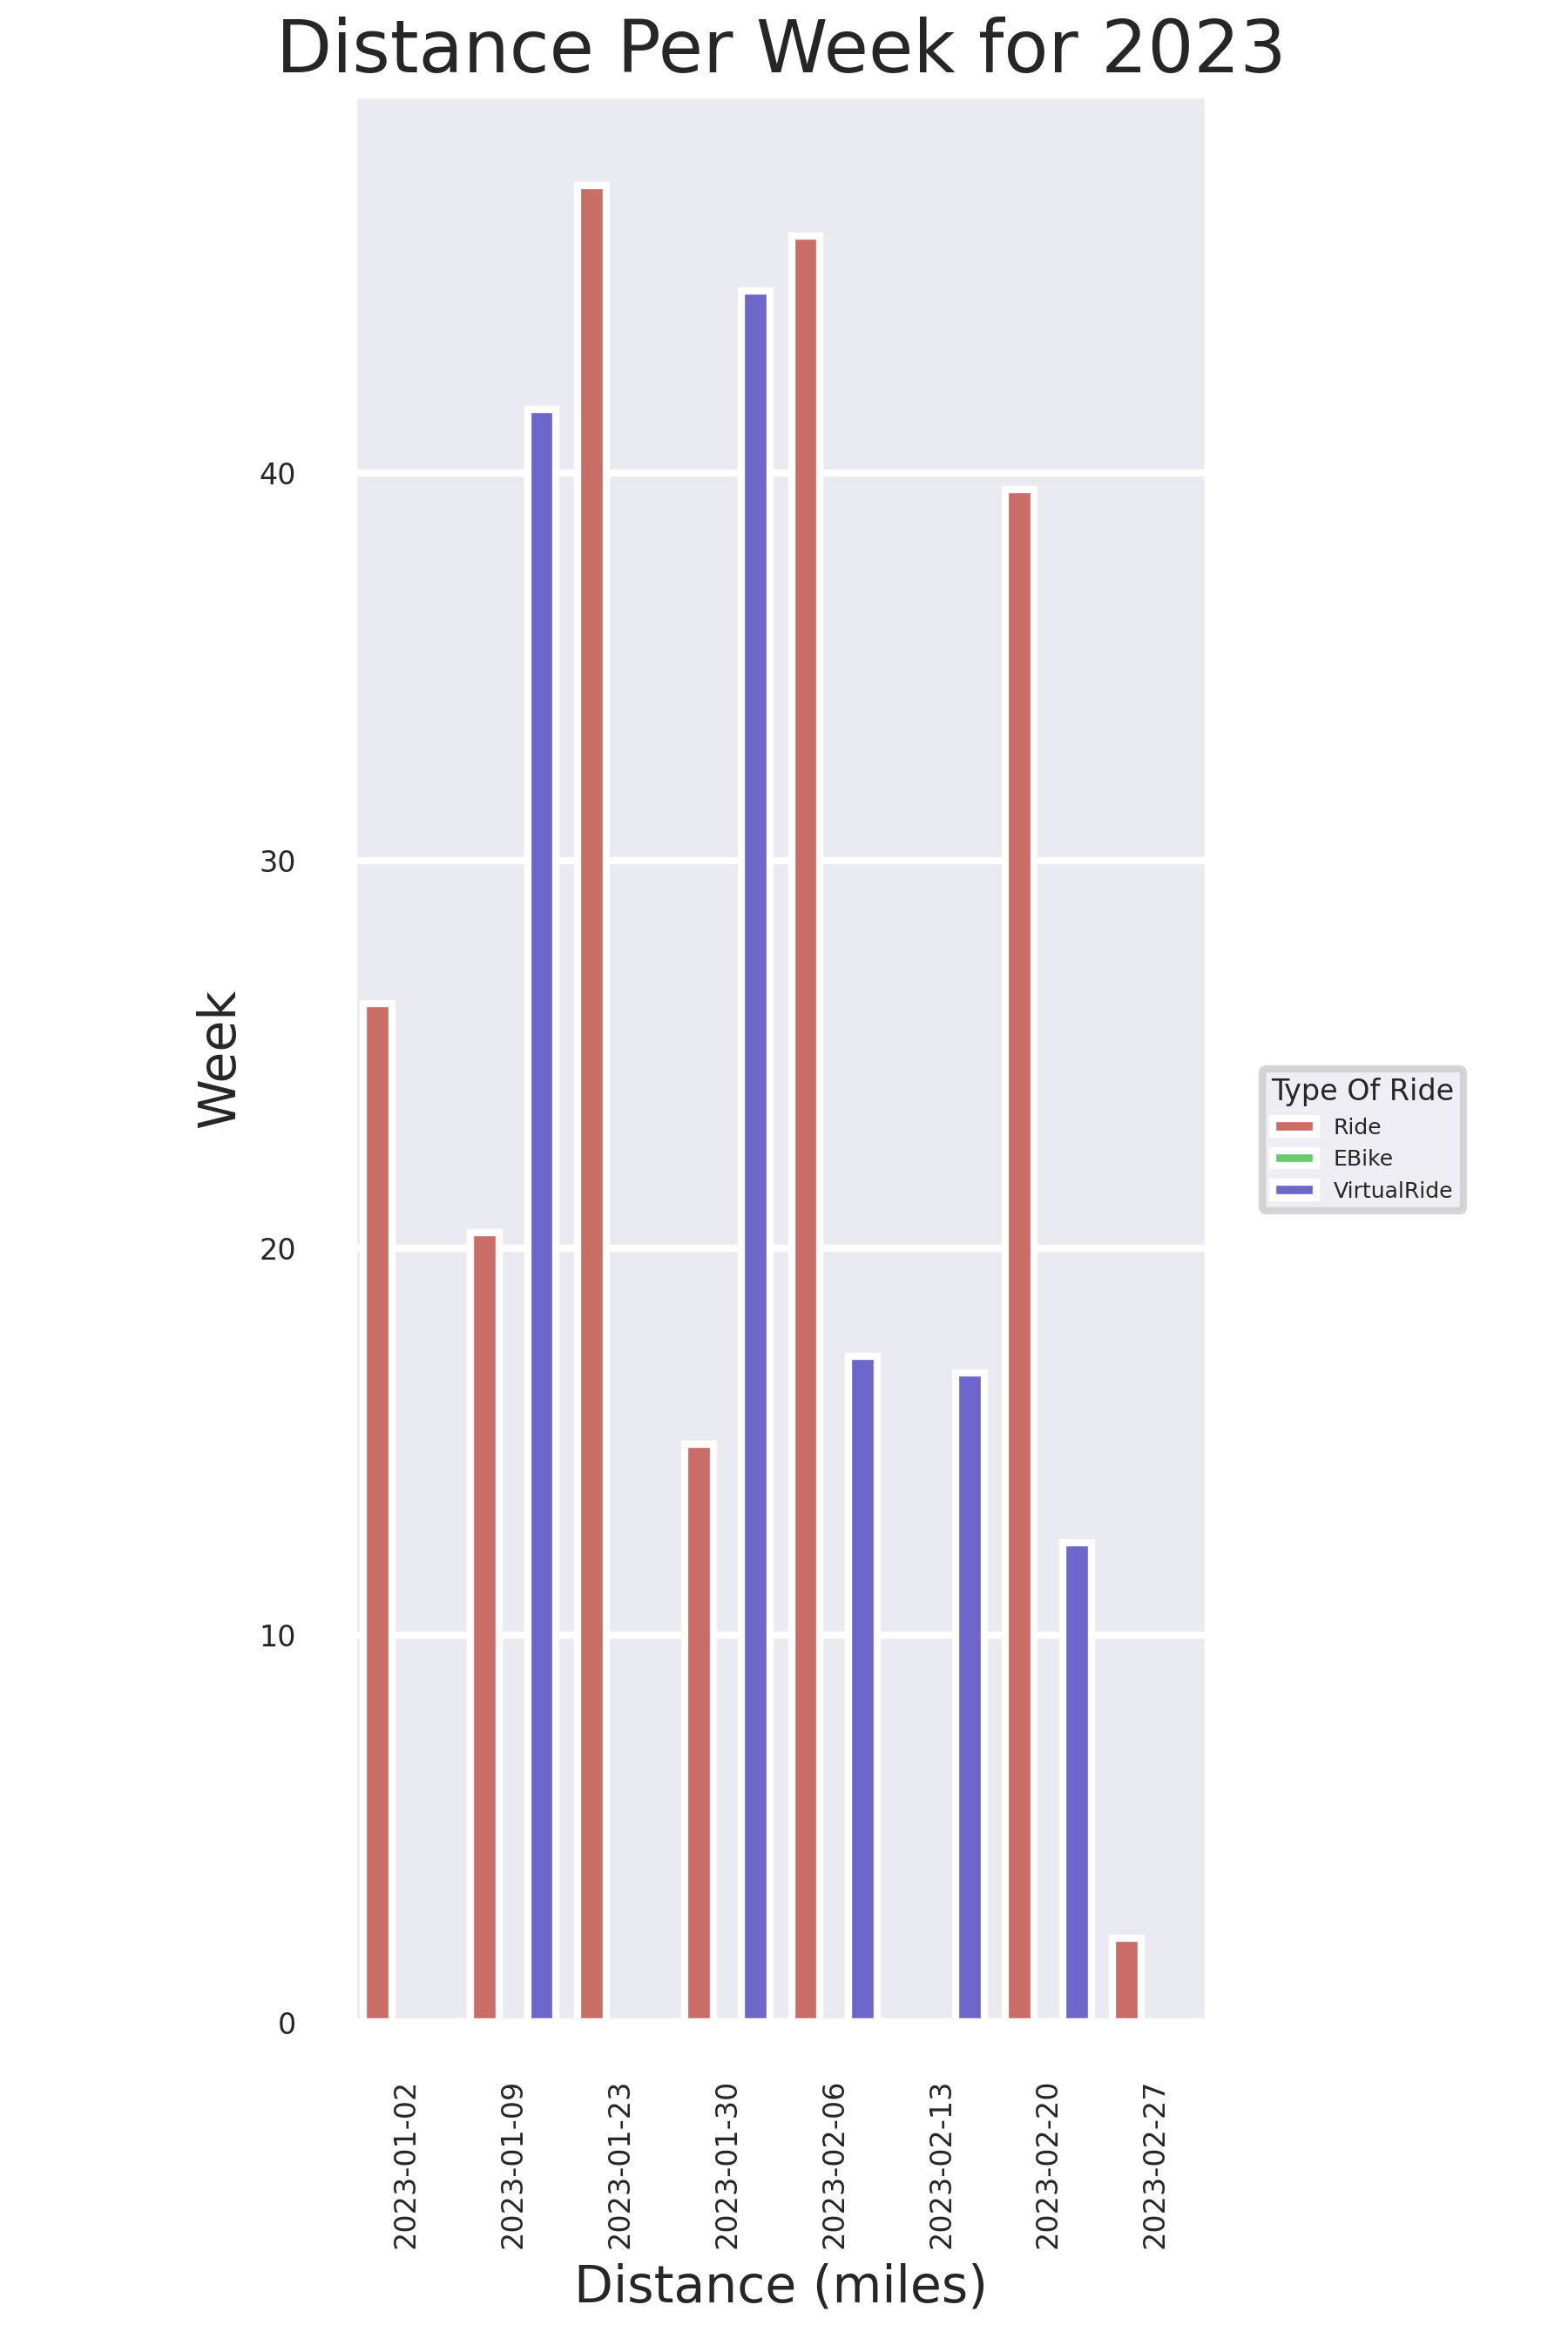 Distance Per Week for 2023
40
30
20
10
0
Week
Type Of Ride
Ride
EBike
VirtualRide
2023-01-02
2023-01-09
2023-01-23
2023-01-30
2023-02-06
2023-02-13
2023-02-20
2023-02-27
Distance (miles)